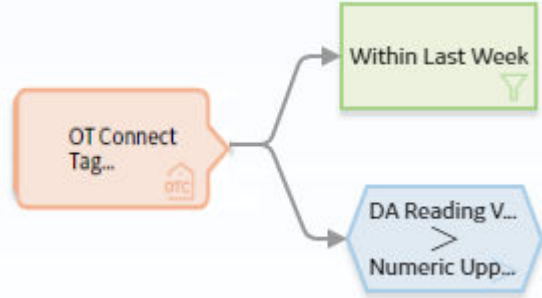 Within Last Week
OT Connect
Tag...
OTC
DA Reading V...
>
Numeric Upp...